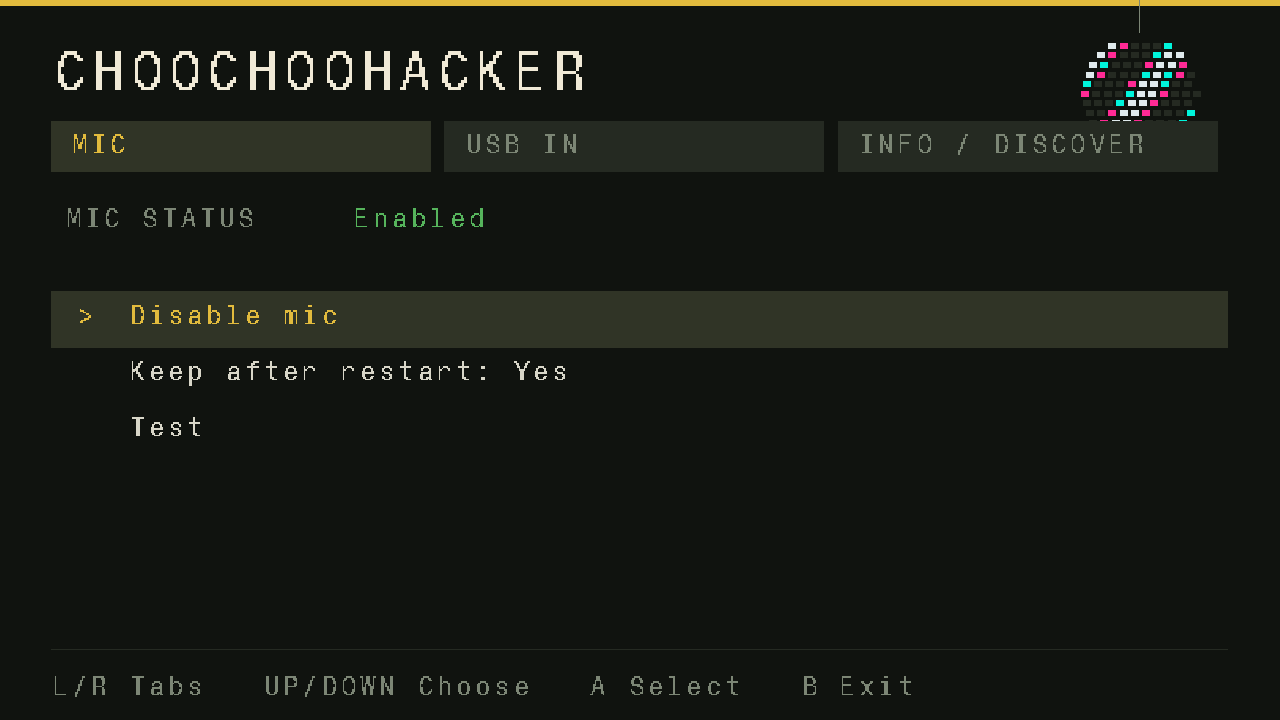 CHOOCHOOHACKER
MIC
USB IN
INFO / DISCOVER
MIC STATUS Enabled
> Disable mic
Keep after restart: Yes
Test
L/R Tabs UP/DOWN Choose A Select B Exit